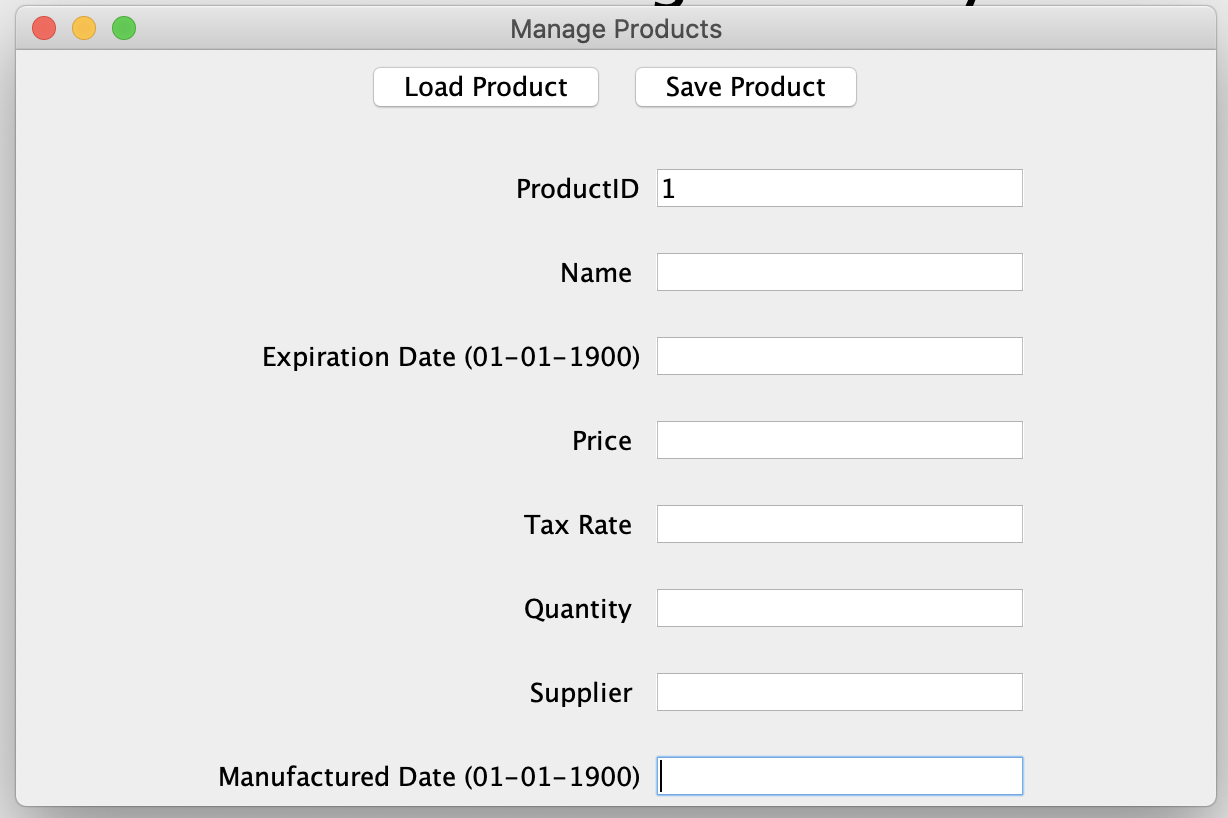 Manage Products
Load Product Save Product
ProductID 1
Name
Expiration Date (01-01-1900)
Price
Tax Rate
Quantity
Supplier
Manufactured Date (01-01-1900)